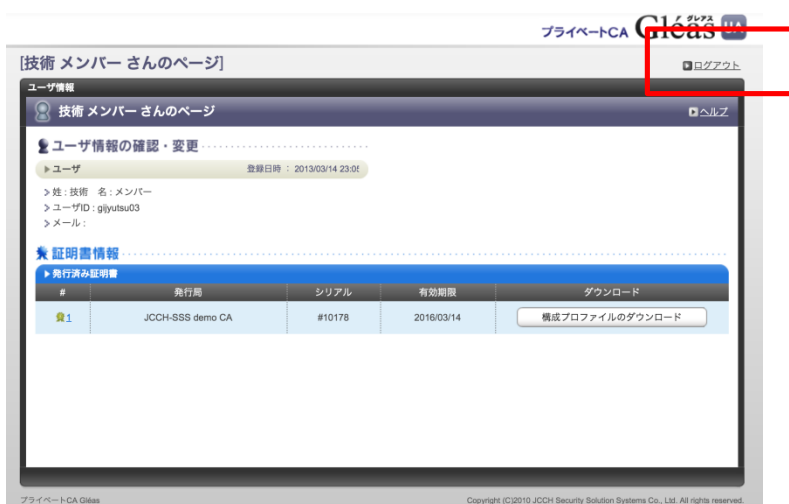 プライベートCA Gléas グレアス UA
[技術 メンバー さんのページ]
ログアウト
ユーザ情報
技術 メンバー さんのページ
ヘルプ
ユーザ情報の確認・変更
ユーザ 登録日時 : 2013/03/14 23:05
姓 : 技術 名 : メンバー
ユーザID : gijyutsu03
メール :
証明書情報
発行済み証明書
# 発行局 シリアル 有効期限 ダウンロード
1 JCCH-SSS demo CA #10178 2016/03/14 構成プロファイルのダウンロード
プライベートCA Gléas Copyright (C)2010 JCCH Security Solution Systems Co., Ltd. All rights reserved.